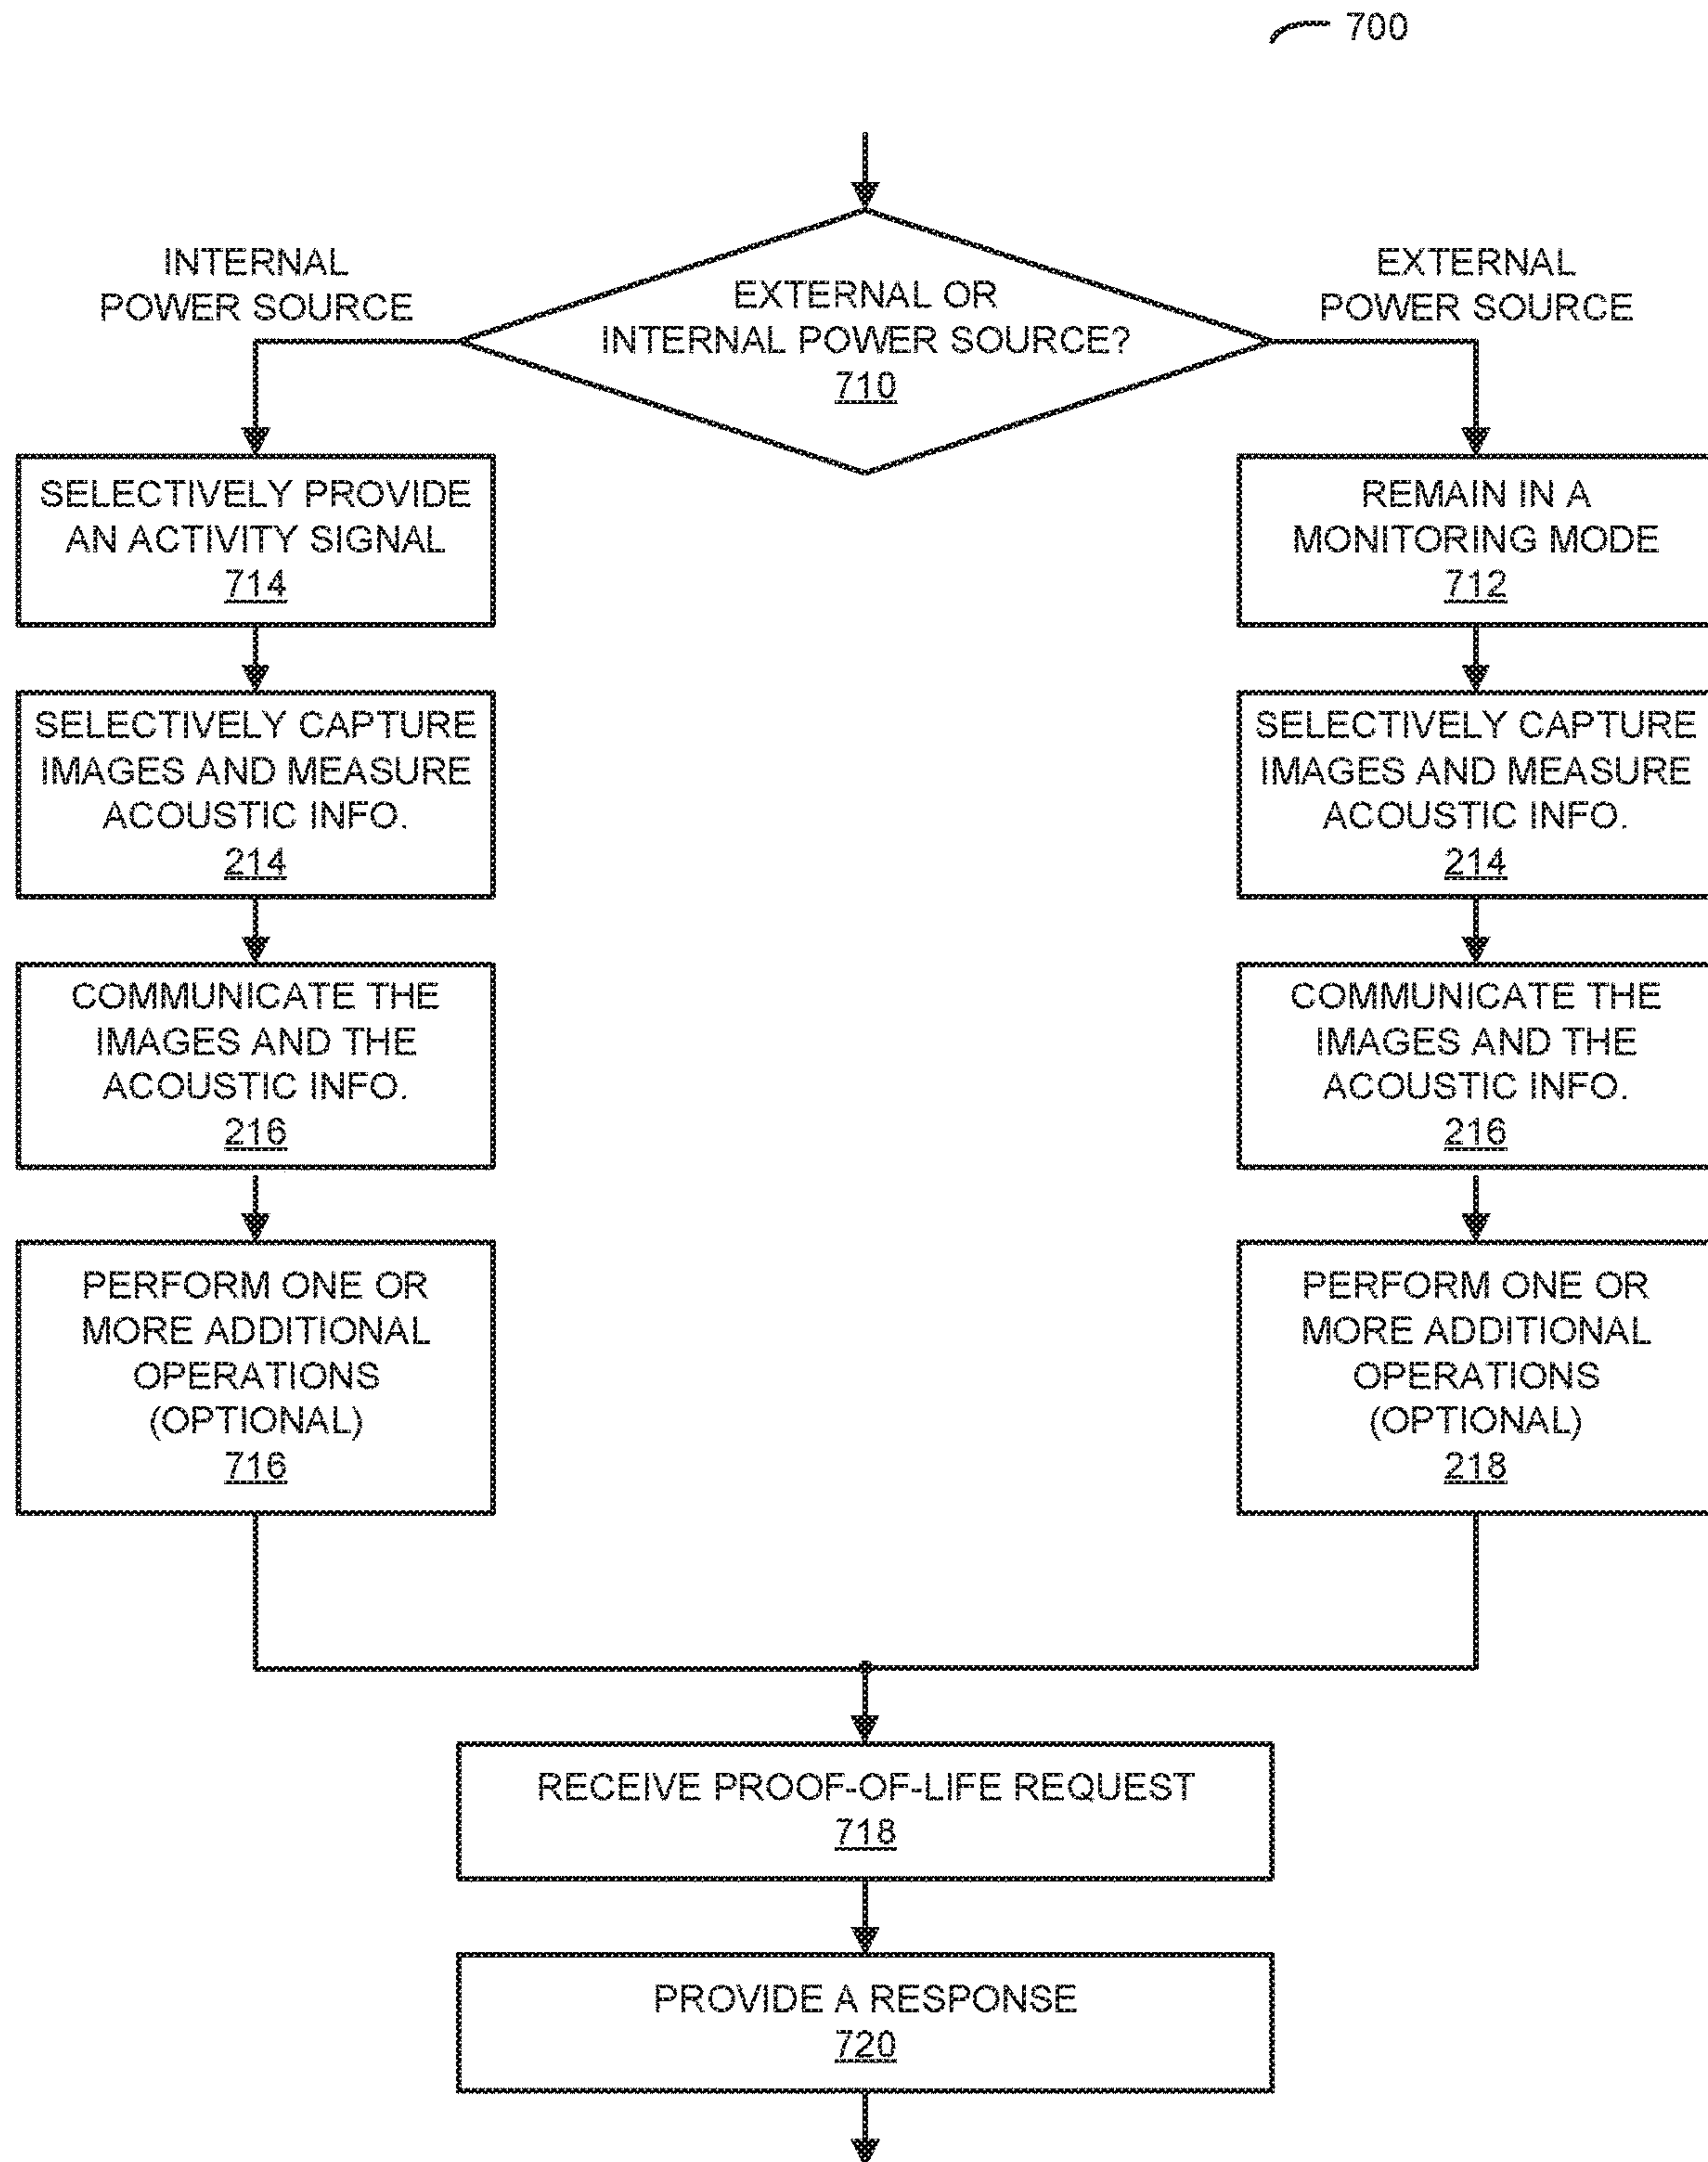 700
EXTERNAL OR
INTERNAL POWER SOURCE?
710
INTERNAL
POWER SOURCE
EXTERNAL
POWER SOURCE
SELECTIVELY PROVIDE
AN ACTIVITY SIGNAL
714
SELECTIVELY CAPTURE
IMAGES AND MEASURE
ACOUSTIC INFO.
214
COMMUNICATE THE
IMAGES AND THE
ACOUSTIC INFO.
216
PERFORM ONE OR
MORE ADDITIONAL
OPERATIONS
(OPTIONAL)
716
REMAIN IN A
MONITORING MODE
712
SELECTIVELY CAPTURE
IMAGES AND MEASURE
ACOUSTIC INFO.
214
COMMUNICATE THE
IMAGES AND THE
ACOUSTIC INFO.
216
PERFORM ONE OR
MORE ADDITIONAL
OPERATIONS
(OPTIONAL)
218
RECEIVE PROOF-OF-LIFE REQUEST
718
PROVIDE A RESPONSE
720